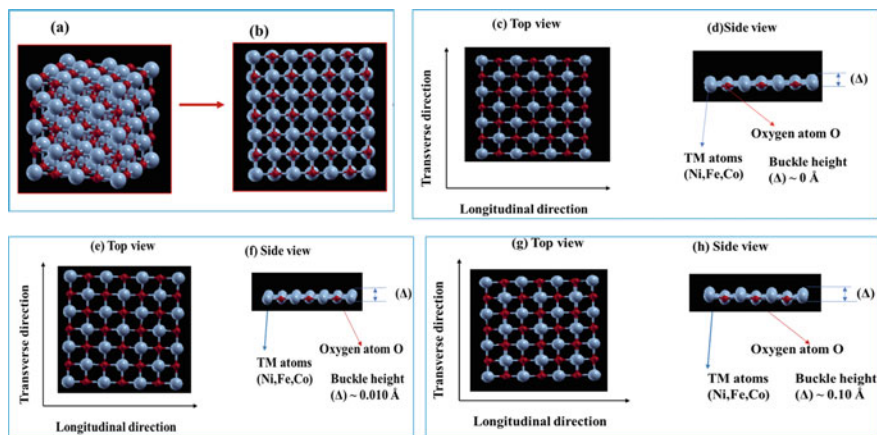 (a)
(b)
(c) Top view
Transverse direction
Longitudinal direction
(d)Side view
(Δ)
Oxygen atom O
TM atoms
(Ni,Fe,Co)
Buckle height
(Δ) ~ 0 Å
(e) Top view
Transverse direction
Longitudinal direction
(f) Side view
(Δ)
Oxygen atom O
TM atoms
(Ni,Fe,Co)
Buckle height
(Δ) ~ 0.010 Å
(g) Top view
Transverse direction
Longitudinal direction
(h) Side view
(Δ)
Oxygen atom O
TM atoms
(Ni,Fe,Co)
Buckle height
(Δ) ~ 0.10 Å